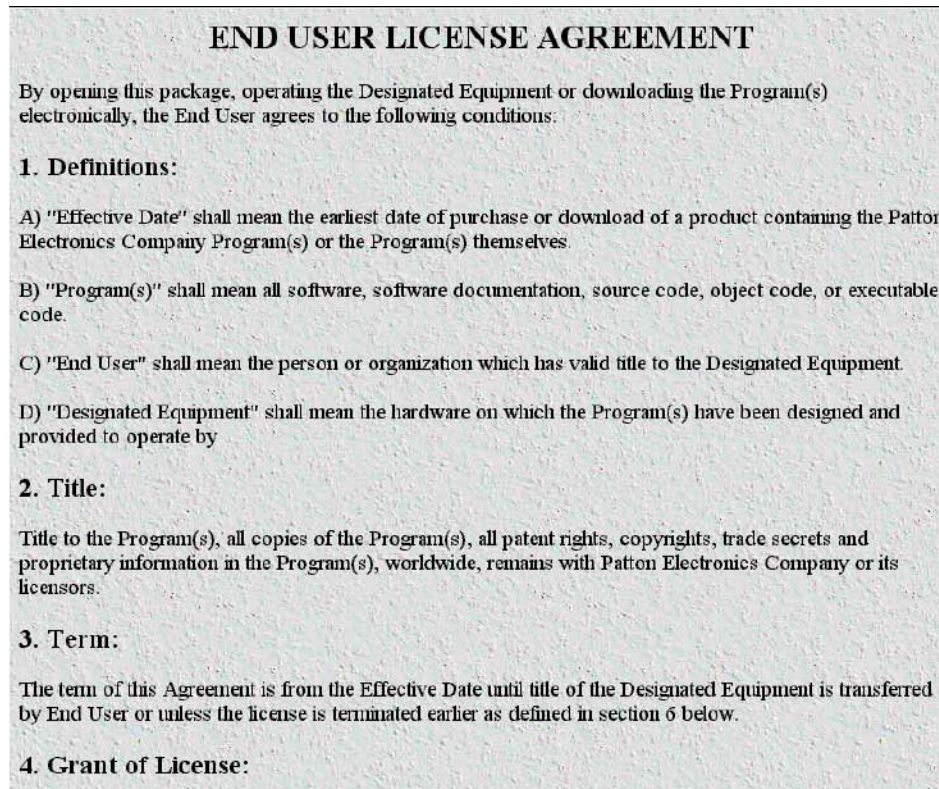 END USER LICENSE AGREEMENT
By opening this package, operating the Designated Equipment or downloading the Program(s)
electronically, the End User agrees to the following conditions:
1. Definitions:
A) "Effective Date" shall mean the earliest date of purchase or download of a product containing the Patton
Electronics Company Program(s) or the Program(s) themselves.
B) "Program(s)" shall mean all software, software documentation, source code, object code, or executable
code.
C) "End User" shall mean the person or organization which has valid title to the Designated Equipment.
D) "Designated Equipment" shall mean the hardware on which the Program(s) have been designed and
provided to operate by
2. Title:
Title to the Program(s), all copies of the Program(s), all patent rights, copyrights, trade secrets and
proprietary information in the Program(s), worldwide, remains with Patton Electronics Company or its
licensors.
3. Term:
The term of this Agreement is from the Effective Date until title of the Designated Equipment is transferred
by End User or unless the license is terminated earlier as defined in section 6 below.
4. Grant of License: